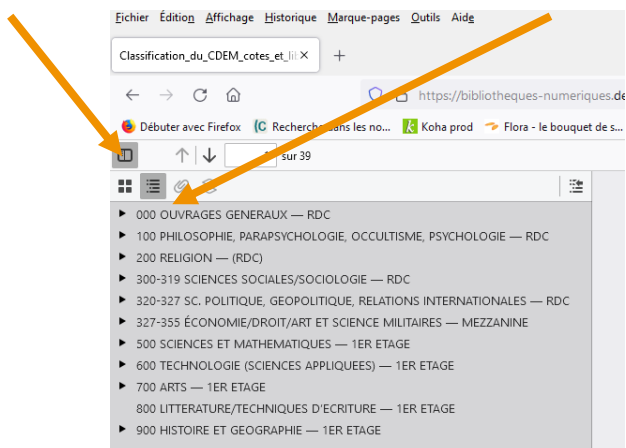 Fichier Édition Affichage Historique Marque-pages Outils Aide
Classification_du_CDEM_cotes_et_li
https://bibliotheques-numeriques.de
Débuter avec Firefox Recherche dans les no... Koha prod Flora - le bouquet de s...
sur 39
000 OUVRAGES GENERAUX — RDC
100 PHILOSOPHIE, PARAPSYCHOLOGIE, OCCULTISME, PSYCHOLOGIE — RDC
200 RELIGION — (RDC)
300-319 SCIENCES SOCIALES/SOCIOLOGIE — RDC
320-327 SC. POLITIQUE, GEOPOLITIQUE, RELATIONS INTERNATIONALES — RDC
327-355 ÉCONOMIE/DROIT/ART ET SCIENCE MILITAIRES — MEZZANINE
500 SCIENCES ET MATHEMATIQUES — 1ER ETAGE
600 TECHNOLOGIE (SCIENCES APPLIQUEES) — 1ER ETAGE
700 ARTS — 1ER ETAGE
800 LITTERATURE/TECHNIQUES D'ECRITURE — 1ER ETAGE
900 HISTOIRE ET GEOGRAPHIE — 1ER ETAGE